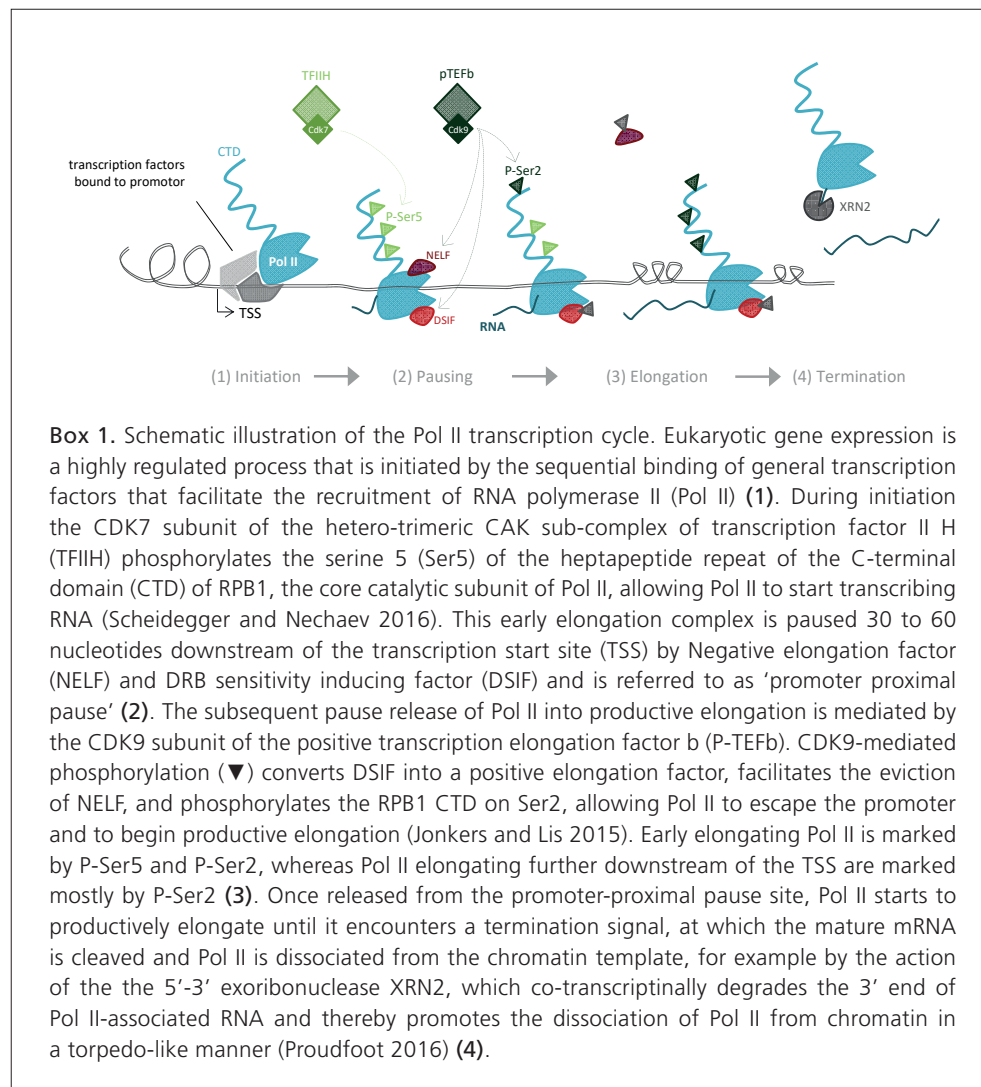 TFIIH
Cdk7
pTEFb
Cdk9
CTD
transcription factors
bound to promotor
P-Ser2
P-Ser5
XRN2
NELF
Pol II
TSS
DSIF
RNA
(1) Initiation
(2) Pausing
(3) Elongation
(4) Termination
Box 1. Schematic illustration of the Pol II transcription cycle. Eukaryotic gene expression is
a highly regulated process that is initiated by the sequential binding of general transcription
factors that facilitate the recruitment of RNA polymerase II (Pol II) (1). During initiation
the CDK7 subunit of the hetero-trimeric CAK sub-complex of transcription factor II H
(TFIIH) phosphorylates the serine 5 (Ser5) of the heptapeptide repeat of the C-terminal
domain (CTD) of RPB1, the core catalytic subunit of Pol II, allowing Pol II to start transcribing
RNA (Scheidegger and Nechaev 2016). This early elongation complex is paused 30 to 60
nucleotides downstream of the transcription start site (TSS) by Negative elongation factor
(NELF) and DRB sensitivity inducing factor (DSIF) and is referred to as ‘promoter proximal
pause’ (2). The subsequent pause release of Pol II into productive elongation is mediated by
the CDK9 subunit of the positive transcription elongation factor b (P-TEFb). CDK9-mediated
phosphorylation (▼) converts DSIF into a positive elongation factor, facilitates the eviction
of NELF, and phosphorylates the RPB1 CTD on Ser2, allowing Pol II to escape the promoter
and to begin productive elongation (Jonkers and Lis 2015). Early elongating Pol II is marked
by P-Ser5 and P-Ser2, whereas Pol II elongating further downstream of the TSS are marked
mostly by P-Ser2 (3). Once released from the promoter-proximal pause site, Pol II starts to
productively elongate until it encounters a termination signal, at which the mature mRNA
is cleaved and Pol II is dissociated from the chromatin template, for example by the action
of the the 5’-3’ exoribonuclease XRN2, which co-transcriptinally degrades the 3’ end of
Pol II-associated RNA and thereby promotes the dissociation of Pol II from chromatin in
a torpedo-like manner (Proudfoot 2016) (4).